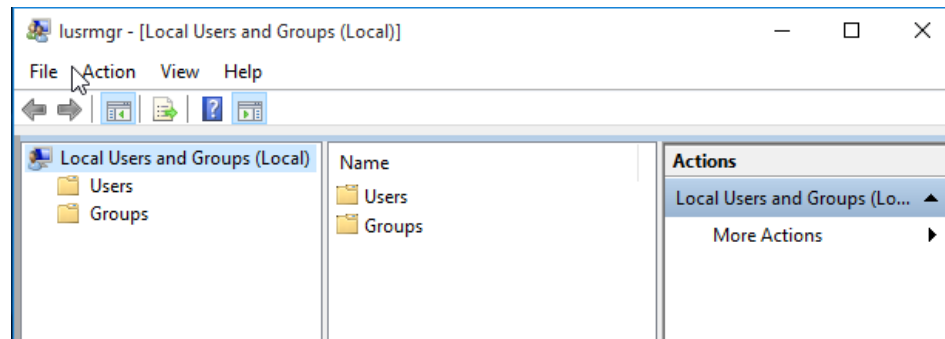 lusrmgr - [Local Users and Groups (Local)]
File Action View Help
Local Users and Groups (Local)
Users
Groups
Name
Users
Groups
Actions
Local Users and Groups (Lo...
More Actions